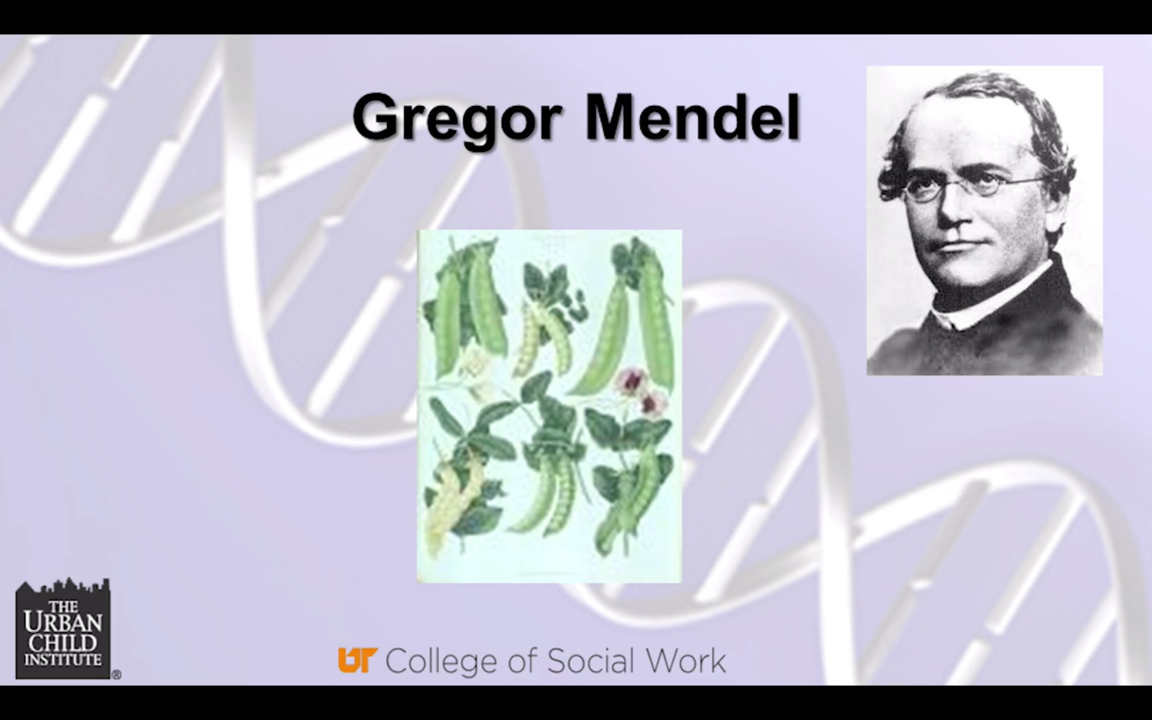 Gregor Mendel
THE
URBAN
CHILD
INSTITUTE®
UT College of Social Work